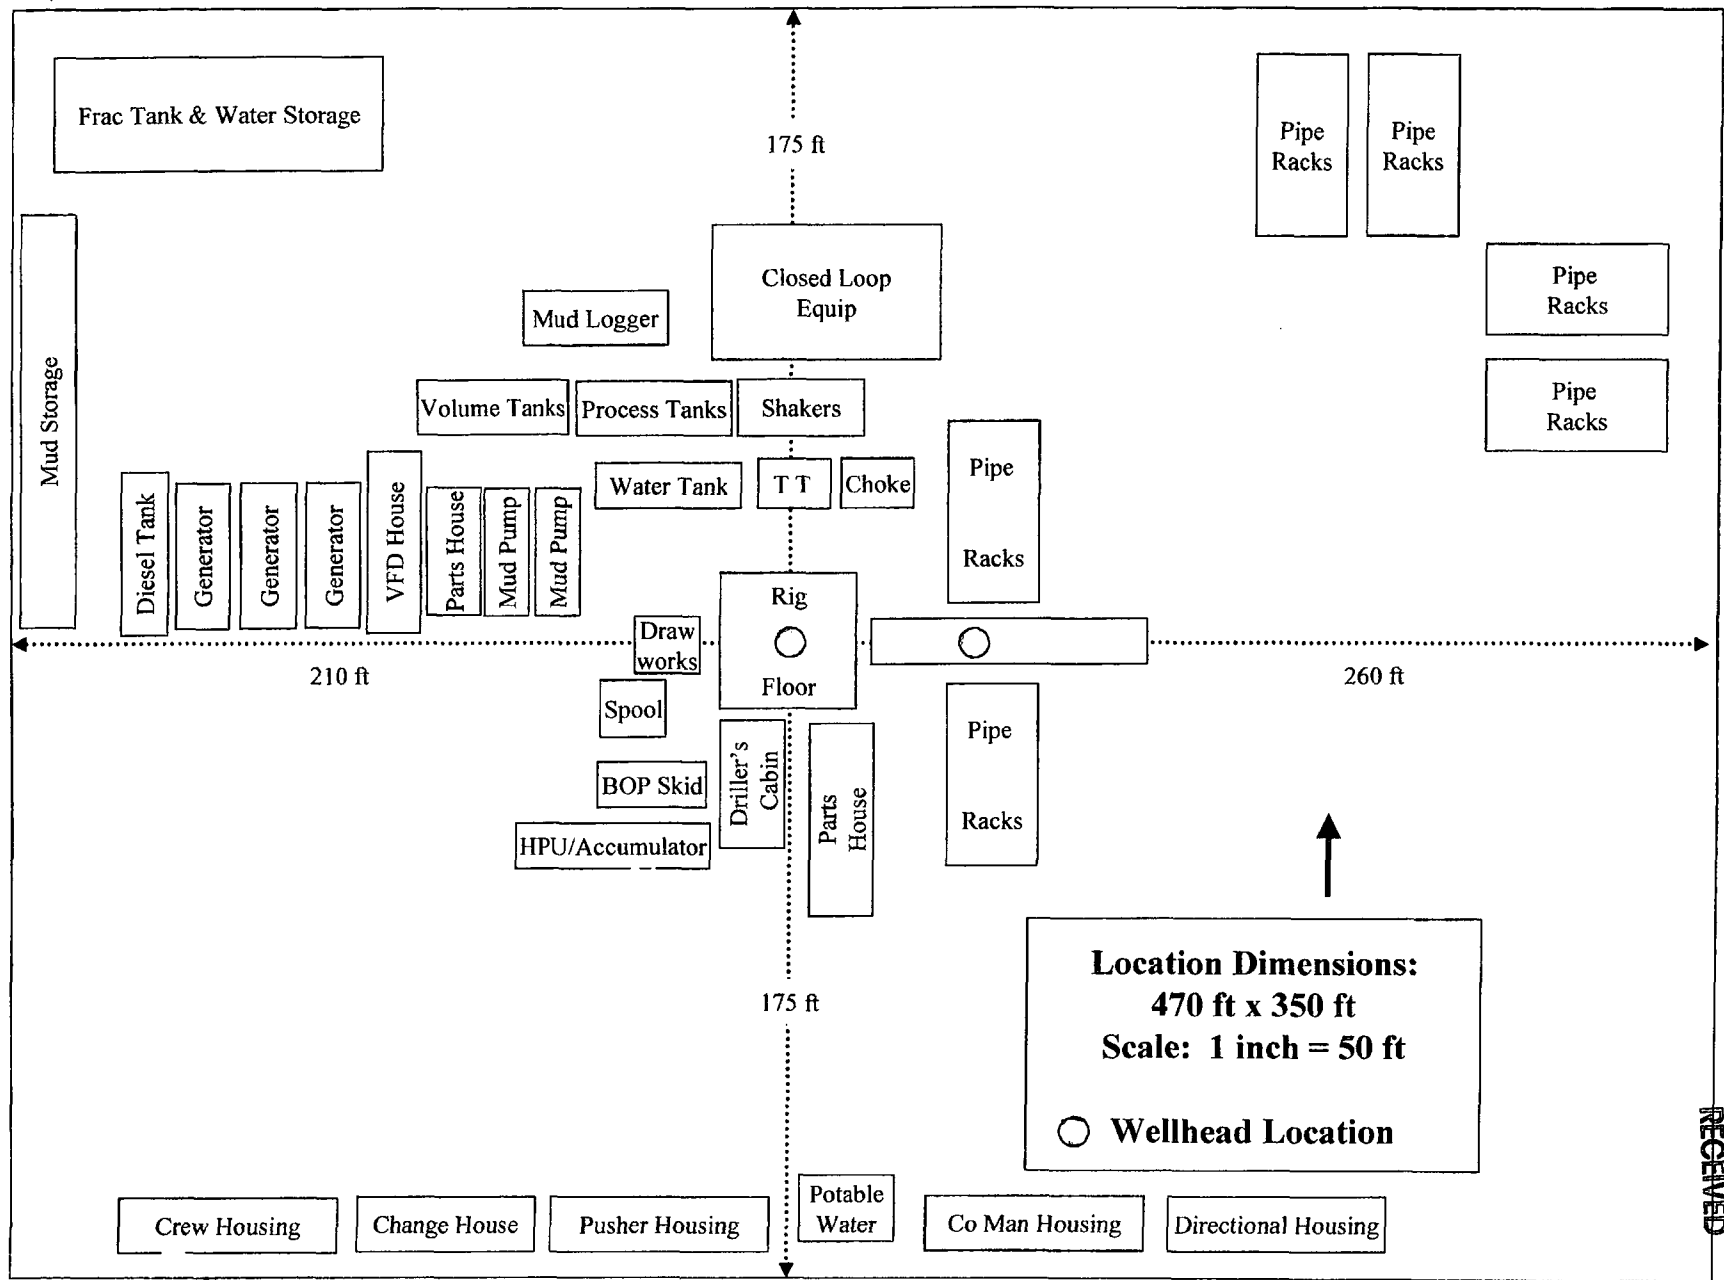 175 ft
Frac Tank & Water Storage
Pipe
Racks
Pipe
Racks
Closed Loop
Equip
Mud Logger
Pipe
Racks
Pipe
Racks
Mud Storage
Volume Tanks
Process Tanks
Shakers
Water Tank
T T
Choke
Pipe
Racks
Diesel Tank
Generator
Generator
Generator
VFD House
Parts House
Mud Pump
Mud Pump
Rig
Floor
Draw
works
210 ft
260 ft
Spool
BOP Skid
HPU/Accumulator
Driller's
Cabin
Parts
House
Pipe
Racks
175 ft
Location Dimensions:
470 ft x 350 ft
Scale: 1 inch = 50 ft
Wellhead Location
RECEIVED
Crew Housing
Change House
Pusher Housing
Potable
Water
Co Man Housing
Directional Housing